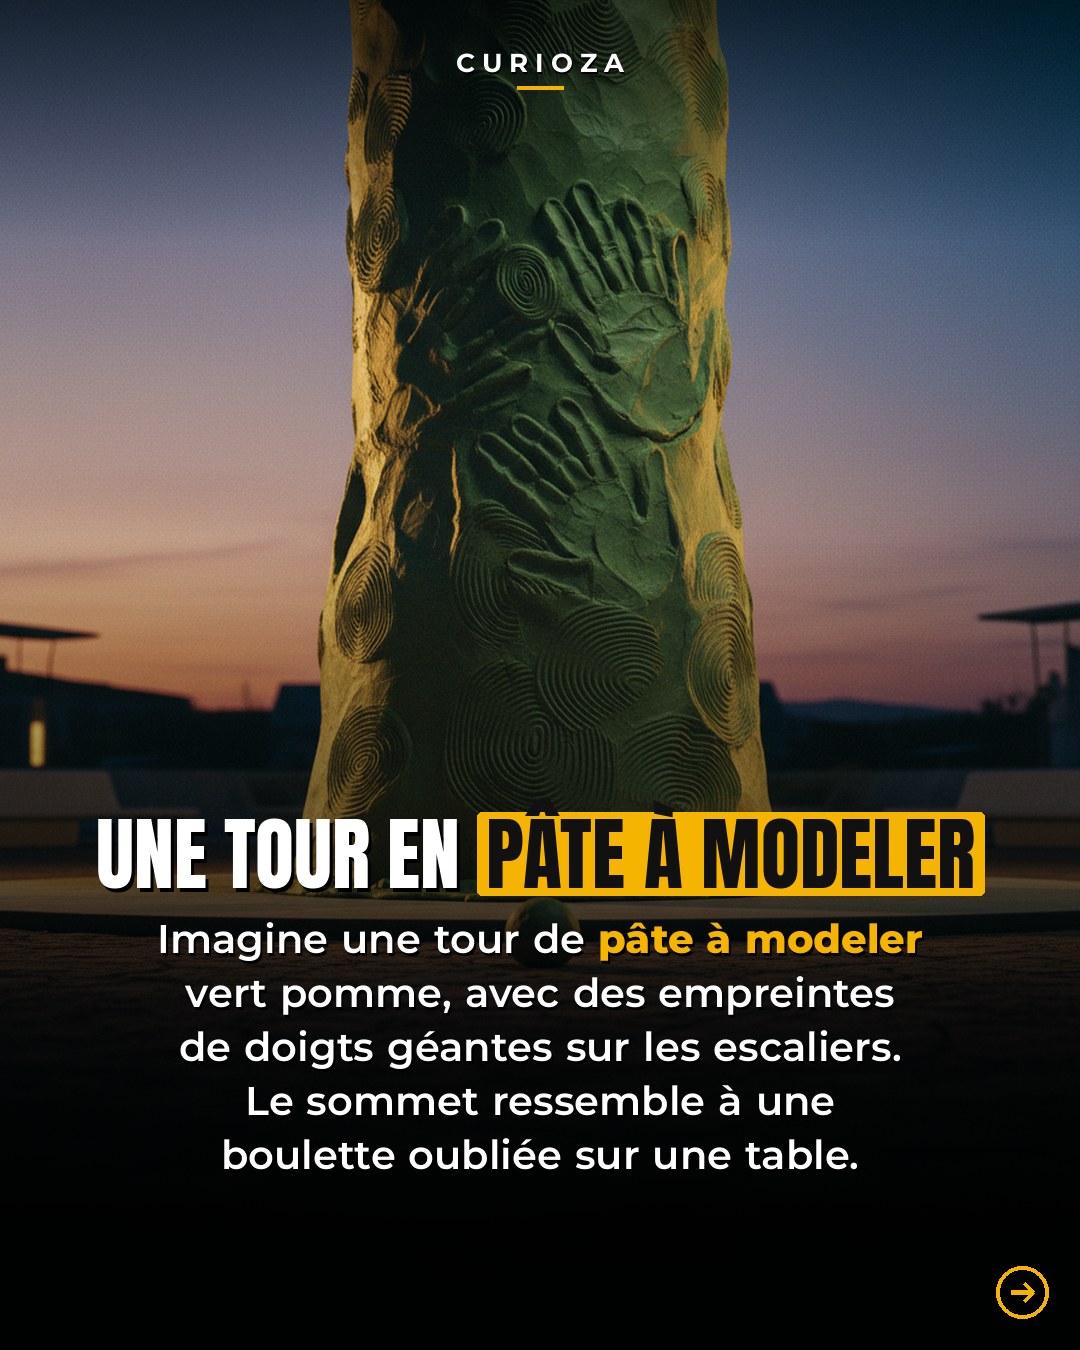 CURIOZA
UNE TOUR EN PÂTE À MODELER
Imagine une tour de pâte à modeler
vert pomme, avec des empreintes
de doigts géantes sur les escaliers.
Le sommet ressemble à une
boulette oubliée sur une table.